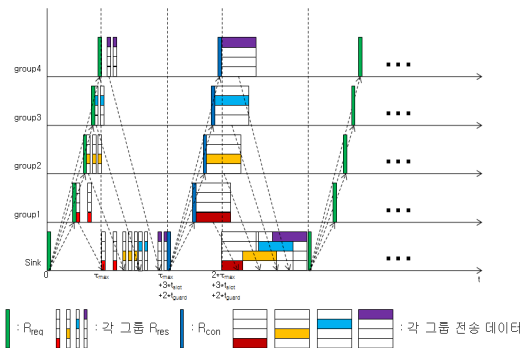 group4
group3
group2
group1
Sink
0
τmax
τmax
+3*tslot
+2*tguard
2*τmax
+3*tslot
+2*tguard
t
: Rreq
: 각 그룹 Rres
: Rcon
: 각 그룹 전송 데이터